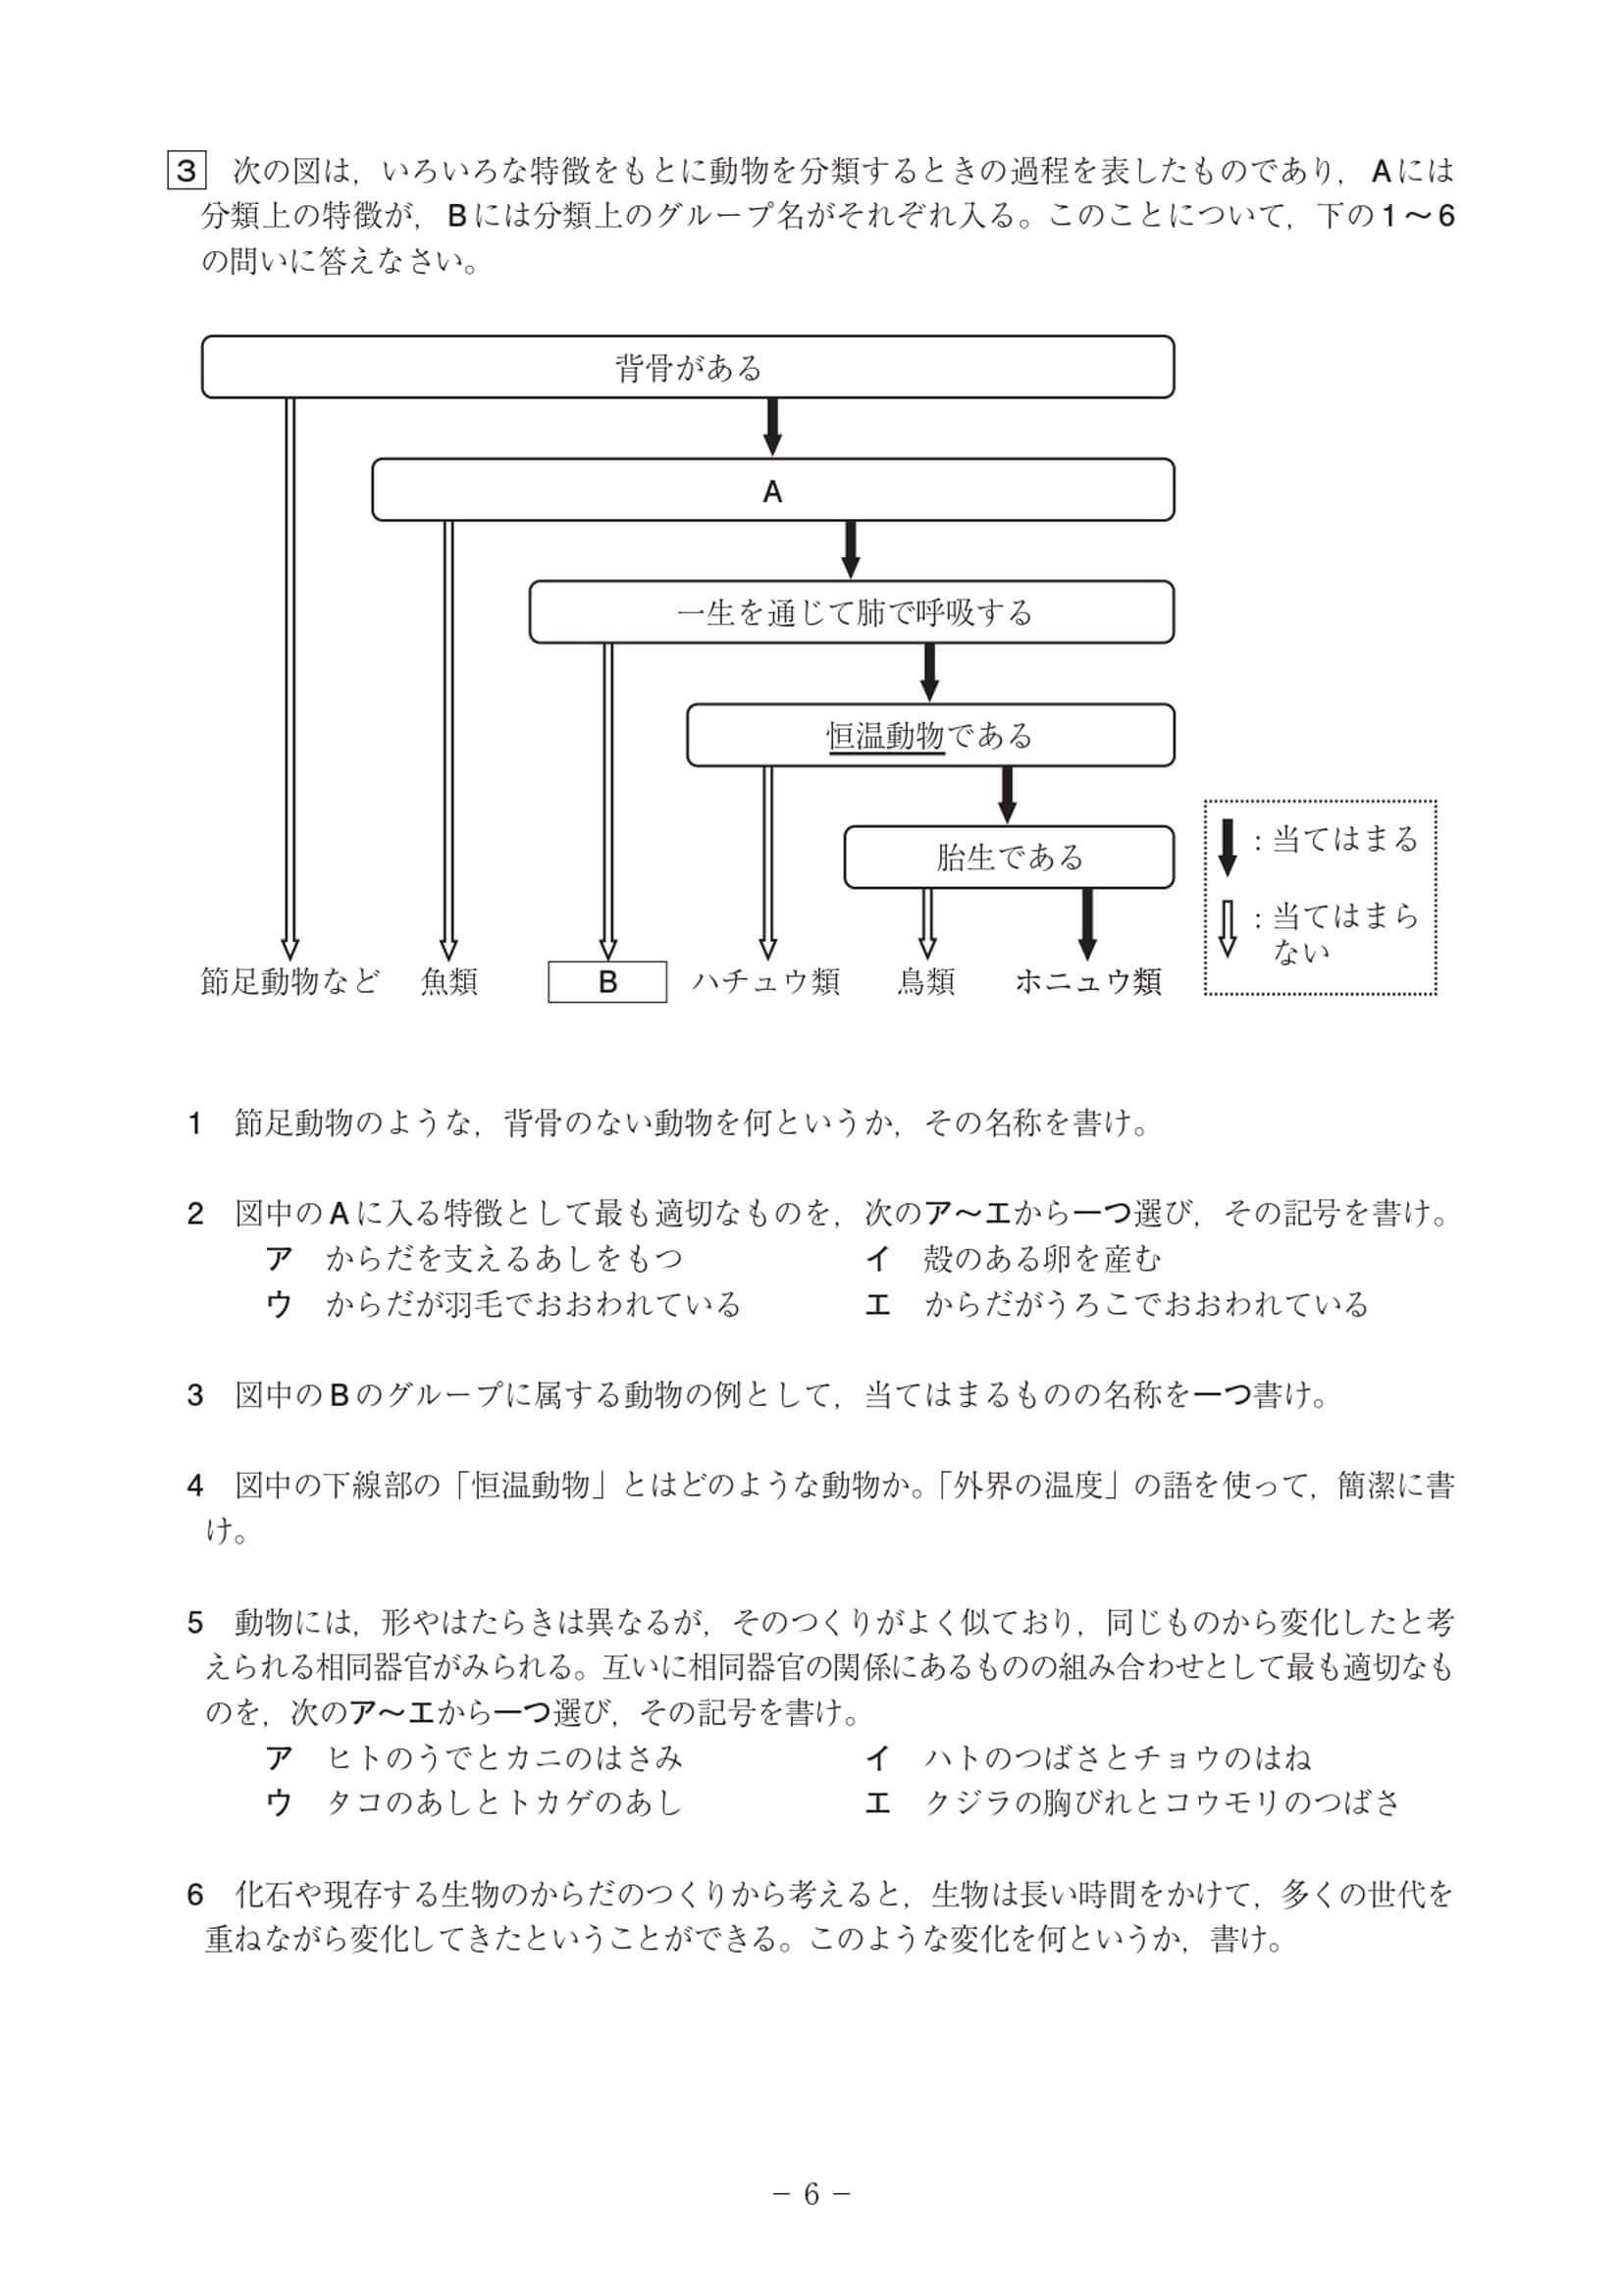 3 次の図は，いろいろな特徴をもとに動物を分類するときの過程を表したものであり，Aには
分類上の特徴が，Bには分類上のグループ名がそれぞれ入る。このことについて，下の1～6
の問いに答えなさい。
背骨がある
A
一生を通じて肺で呼吸する
恒温動物である
胎生である
：当てはまる
：当てはまら
ない
節足動物など 魚類 B ハチュウ類 鳥類 ホニュウ類
1 節足動物のような，背骨のない動物を何というか，その名称を書け。
2 図中のAに入る特徴として最も適切なものを，次のア～エから一つ選び，その記号を書け。
ア からだを支えるあしをもつ イ 殻のある卵を産む
ウ からだが羽毛でおおわれている エ からだがうろこでおおわれている
3 図中のBのグループに属する動物の例として，当てはまるものの名称を一つ書け。
4 図中の下線部の「恒温動物」とはどのような動物か。「外界の温度」の語を使って，簡潔に書
け。
5 動物には，形やはたらきは異なるが，そのつくりがよく似ており，同じものから変化したと考
えられる相同器官がみられる。互いに相同器官の関係にあるものの組み合わせとして最も適切なも
のを，次のア～エから一つ選び，その記号を書け。
ア ヒトのうでとカニのはさみ イ ハトのつばさとチョウのはね
ウ タコのあしとトカゲのあし エ クジラの胸びれとコウモリのつばさ
6 化石や現存する生物のからだのつくりから考えると，生物は長い時間をかけて，多くの世代を
重ねながら変化してきたということができる。このような変化を何というか，書け。
－ 6 －